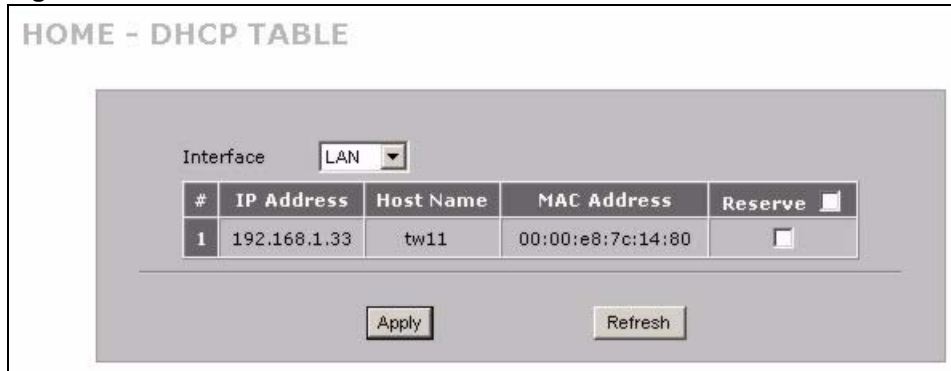 HOME - DHCP TABLE
Interface LAN
# IP Address Host Name MAC Address Reserve
1 192.168.1.33 tw11 00:00:e8:7c:14:80
Apply Refresh